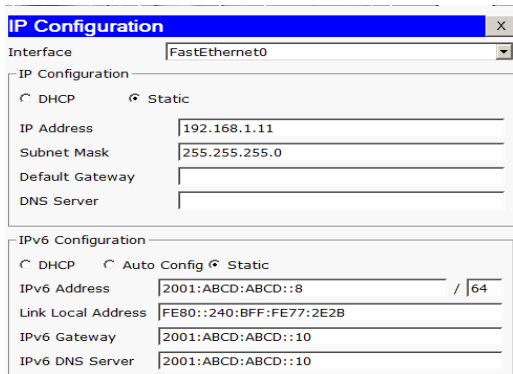 IP Configuration X
Interface FastEthernet0
IP Configuration
DHCP Static
IP Address 192.168.1.11
Subnet Mask 255.255.255.0
Default Gateway
DNS Server
IPv6 Configuration
DHCP Auto Config Static
IPv6 Address 2001:ABCD:ABCD::8 / 64
Link Local Address FE80::240:BFF:FE77:2E2B
IPv6 Gateway 2001:ABCD:ABCD::10
IPv6 DNS Server 2001:ABCD:ABCD::10